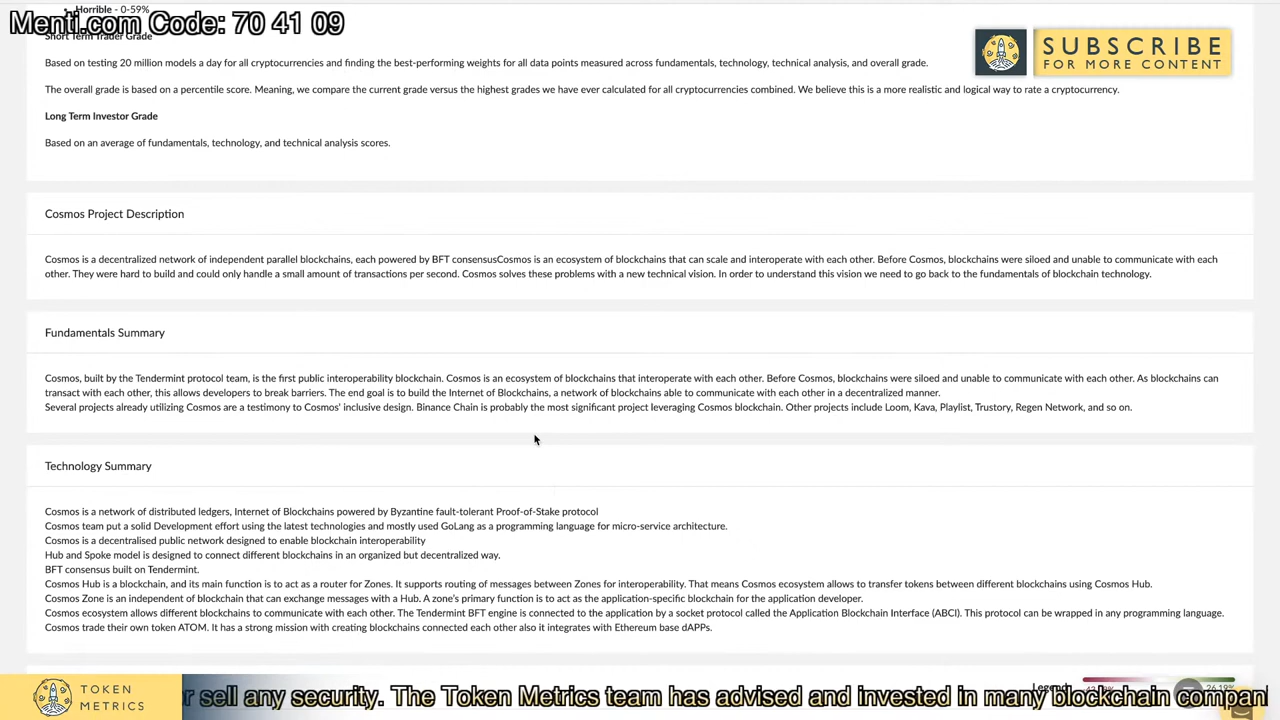 Horrible - 0-59%
Menti.com Code: 70 41 09
Short Term Trader Grade
SUBSCRIBE
FOR MORE CONTENT
Based on testing 20 million models a day for all cryptocurrencies and finding the best-performing weights for all data points measured across fundamentals, technology, technical analysis, and overall grade.
The overall grade is based on a percentile score. Meaning, we compare the current grade versus the highest grades we have ever calculated for all cryptocurrencies combined. We believe this is a more realistic and logical way to rate a cryptocurrency.
Long Term Investor Grade
Based on an average of fundamentals, technology, and technical analysis scores.
Cosmos Project Description
Cosmos is a decentralized network of independent parallel blockchains, each powered by BFT consensusCosmos is an ecosystem of blockchains that can scale and interoperate with each other. Before Cosmos, blockchains were siloed and unable to communicate with each
other. They were hard to build and could only handle a small amount of transactions per second. Cosmos solves these problems with a new technical vision. In order to understand this vision we need to go back to the fundamentals of blockchain technology.
Fundamentals Summary
Cosmos, built by the Tendermint protocol team, is the first public interoperability blockchain. Cosmos is an ecosystem of blockchains that interoperate with each other. Before Cosmos, blockchains were siloed and unable to communicate with each other. As blockchains can
transact with each other, this allows developers to break barriers. The end goal is to build the Internet of Blockchains, a network of blockchains able to communicate with each other in a decentralized manner.
Several projects already utilizing Cosmos are a testimony to Cosmos' inclusive design. Binance Chain is probably the most significant project leveraging Cosmos blockchain. Other projects include Loom, Kava, Playlist, Trustory, Regen Network, and so on.
Technology Summary
Cosmos is a network of distributed ledgers, Internet of Blockchains powered by Byzantine fault-tolerant Proof-of-Stake protocol
Cosmos team put a solid Development effort using the latest technologies and mostly used GoLang as a programming language for micro-service architecture.
Cosmos is a decentralised public network designed to enable blockchain interoperability
Hub and Spoke model is designed to connect different blockchains in an organized but decentralized way.
BFT consensus built on Tendermint.
Cosmos Hub is a blockchain, and its main function is to act as a router for Zones. It supports routing of messages between Zones for interoperability. That means Cosmos ecosystem allows to transfer tokens between different blockchains using Cosmos Hub.
Cosmos Zone is an independent of blockchain that can exchange messages with a Hub. A zone's primary function is to act as the application-specific blockchain for the application developer.
Cosmos ecosystem allows different blockchains to communicate with each other. The Tendermint BFT engine is connected to the application by a socket protocol called the Application Blockchain Interface (ABCI). This protocol can be wrapped in any programming language.
Cosmos trade their own token ATOM. It has a strong mission with creating blockchains connected each other also it integrates with Ethereum base dAPPs.
TOKEN
METRICS
r sell any security. The Token Metrics team has advised and invested in many blockchain compan